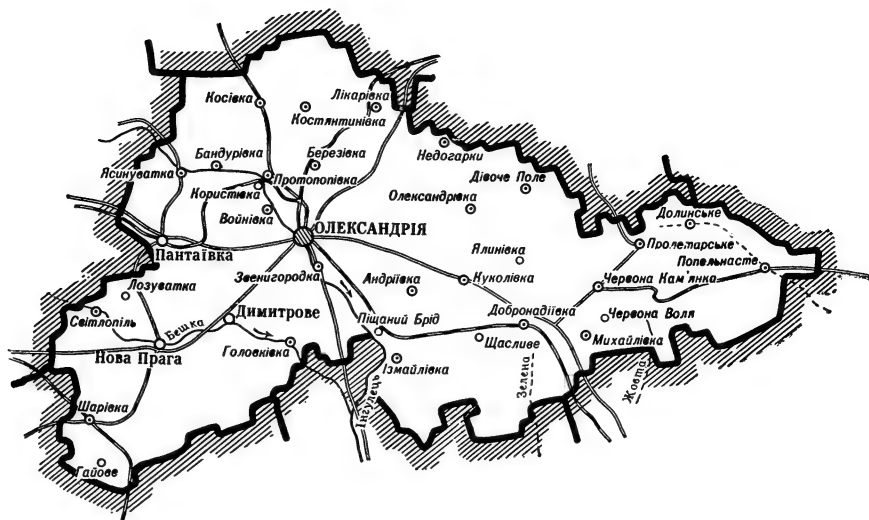 Косівка
Лікарівка
Костянтинівка
Недогарки
Бандурівка
Березівка
Ясинуватка
Протопопівка
Дівоче Поле
Користівка
Олександрівка
Войнівка
Долинське
ОЛЕКСАНДРІЯ
Пролетарське
Пантаївка
Ялинівка
Попельнасте
Звенигородка
Андріївка
Куколівка
Червона Кам'янка
Лозуватка
Димитрове
Світлопіль
Бешка
Піщаний Брід
Добронадіївка
Червона Воля
Нова Прага
Головківка
Щасливе
Михайлівка
Ізмайлівка
Зелена
Жовта
Інгулець
Шарівка
Гайове